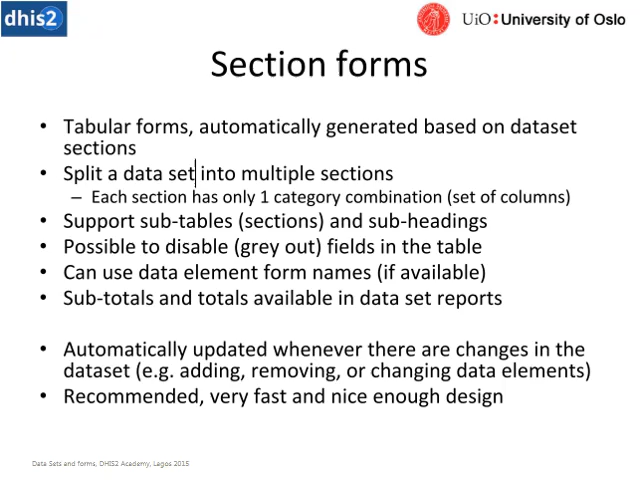 dhis2
UiO University of Oslo
Section forms
• Tabular forms, automatically generated based on dataset
sections
• Split a data set into multiple sections
– Each section has only 1 category combination (set of columns)
• Support sub-tables (sections) and sub-headings
• Possible to disable (grey out) fields in the table
• Can use data element form names (if available)
• Sub-totals and totals available in data set reports
• Automatically updated whenever there are changes in the
dataset (e.g. adding, removing, or changing data elements)
• Recommended, very fast and nice enough design
Data Sets and forms, DHIS2 Academy, Lagos 2015